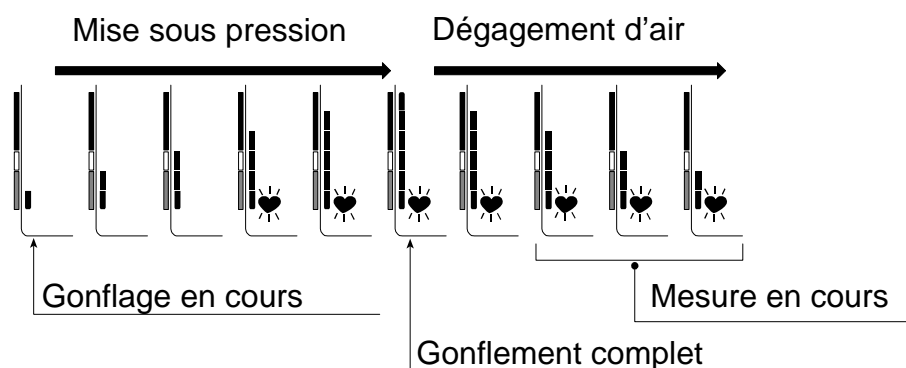 Mise sous pression
Dégagement d'air
Gonflage en cours
Mesure en cours
Gonflement complet